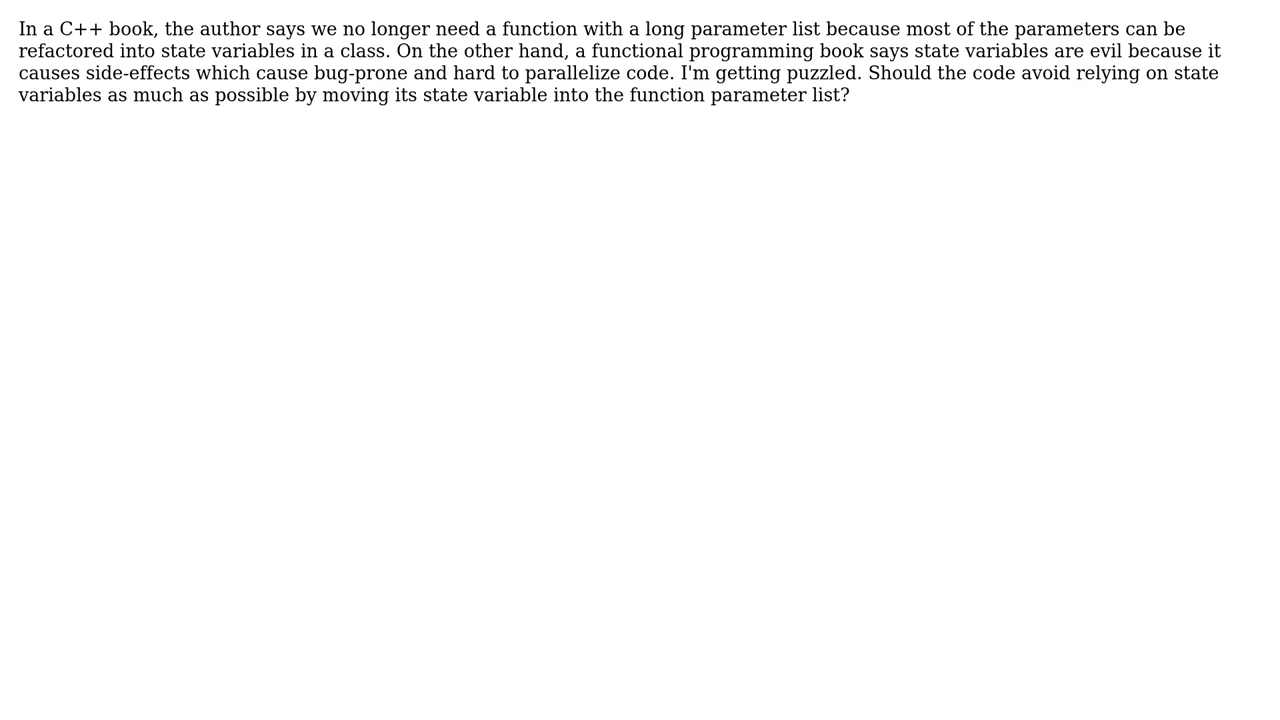 In a C++ book, the author says we no longer need a function with a long parameter list because most of the parameters can be
refactored into state variables in a class. On the other hand, a functional programming book says state variables are evil because it
causes side-effects which cause bug-prone and hard to parallelize code. I'm getting puzzled. Should the code avoid relying on state
variables as much as possible by moving its state variable into the function parameter list?